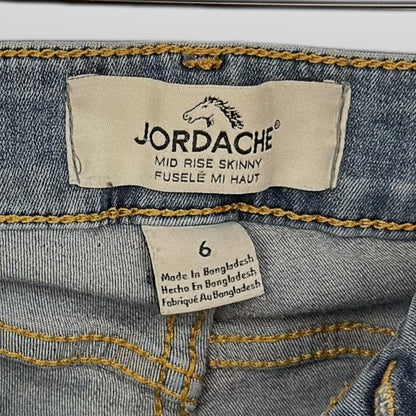 JORDACHE®
MID RISE SKINNY
FUSELÉ MI HAUT
6
Made In Bangladesh
Hecho En Bangladesh
Fabriqué Au Bangladesh